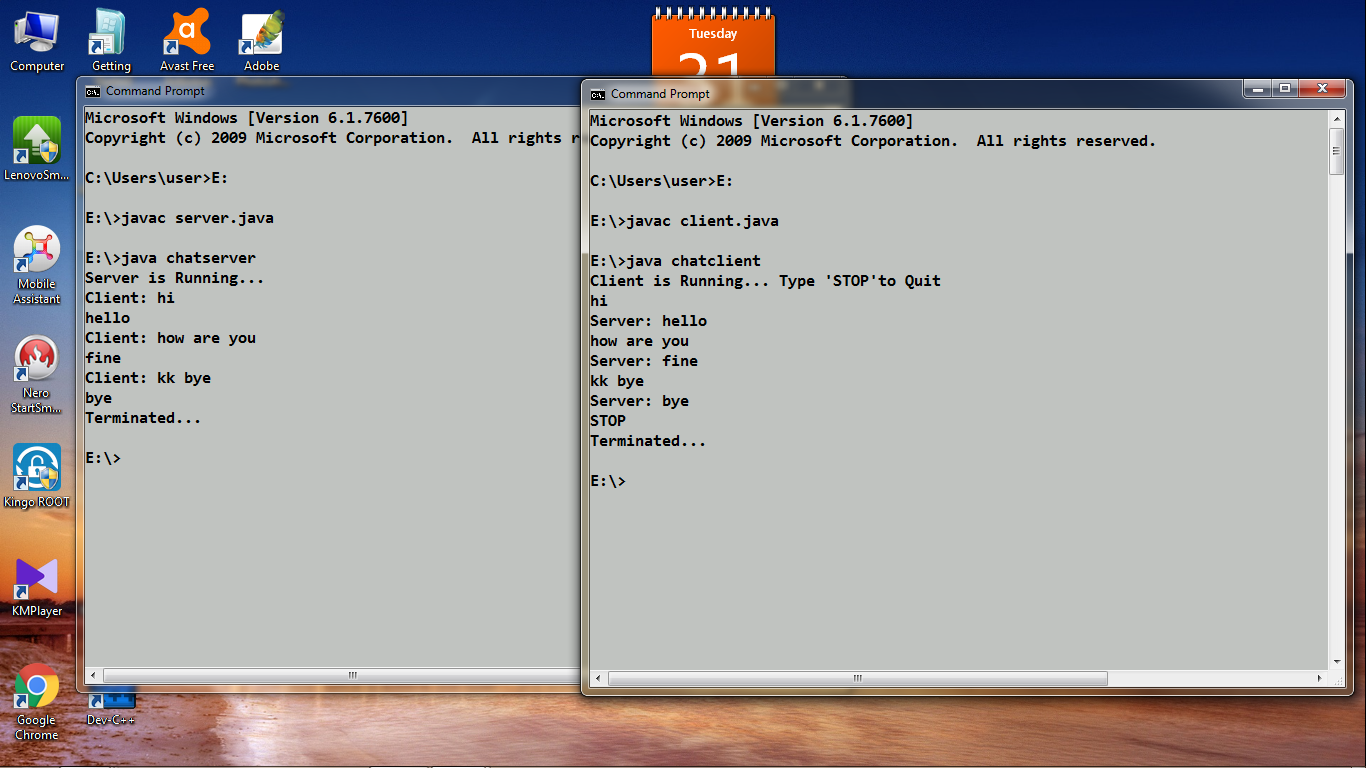 Computer
Getting
Avast Free
Adobe
LenovoSm...
Mobile
Assistant
Nero
StartSm...
Kingo ROOT
KMPlayer
Google
Chrome
Dev-C++
Tuesday
21
Command Prompt
Microsoft Windows [Version 6.1.7600]
Copyright (c) 2009 Microsoft Corporation.  All rights r
C:\Users\user>E:
E:\>javac server.java
E:\>java chatserver
Server is Running...
Client: hi
hello
Client: how are you
fine
Client: kk bye
bye
Terminated...
E:\>
Command Prompt
Microsoft Windows [Version 6.1.7600]
Copyright (c) 2009 Microsoft Corporation.  All rights reserved.
C:\Users\user>E:
E:\>javac client.java
E:\>java chatclient
Client is Running... Type 'STOP'to Quit
hi
Server: hello
how are you
Server: fine
kk bye
Server: bye
STOP
Terminated...
E:\>